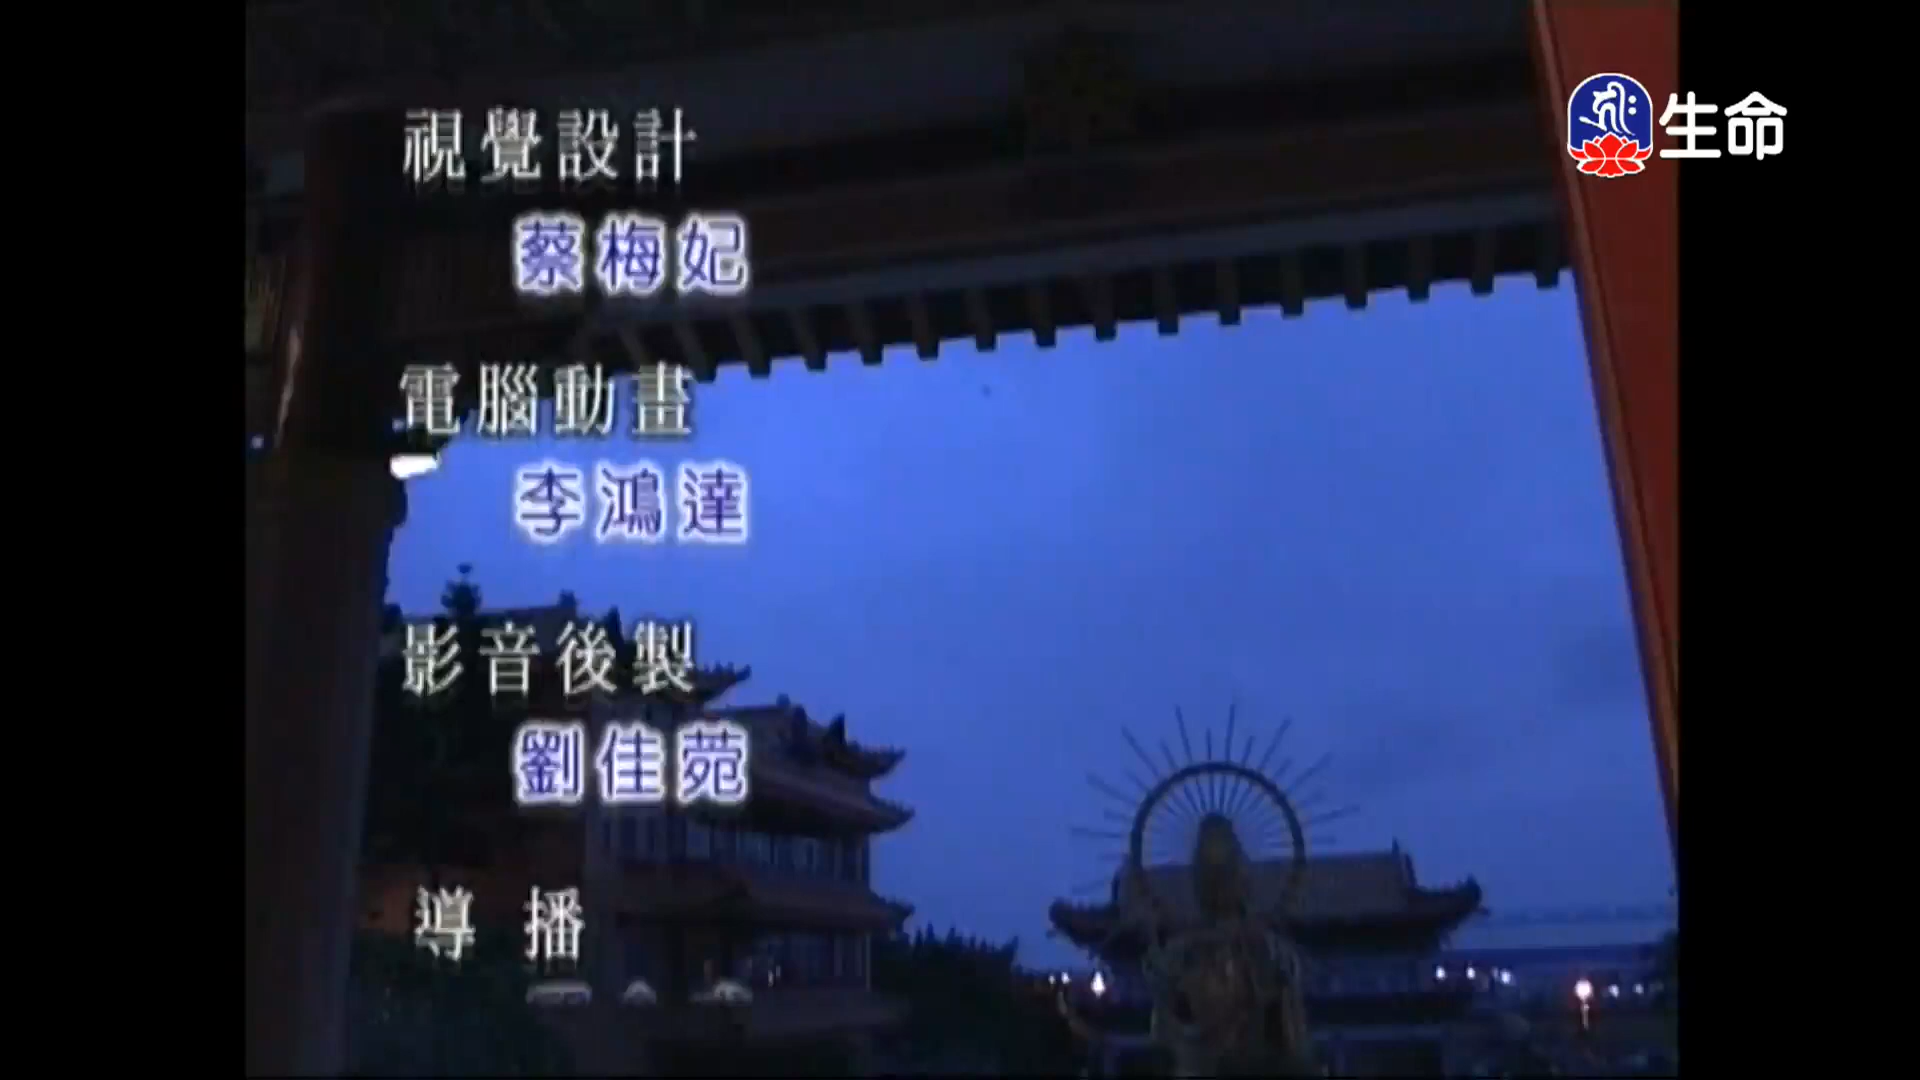 視覺設計
蔡梅妃
電腦動畫
李鴻達
影音後製
劉佳菀
導播
生命